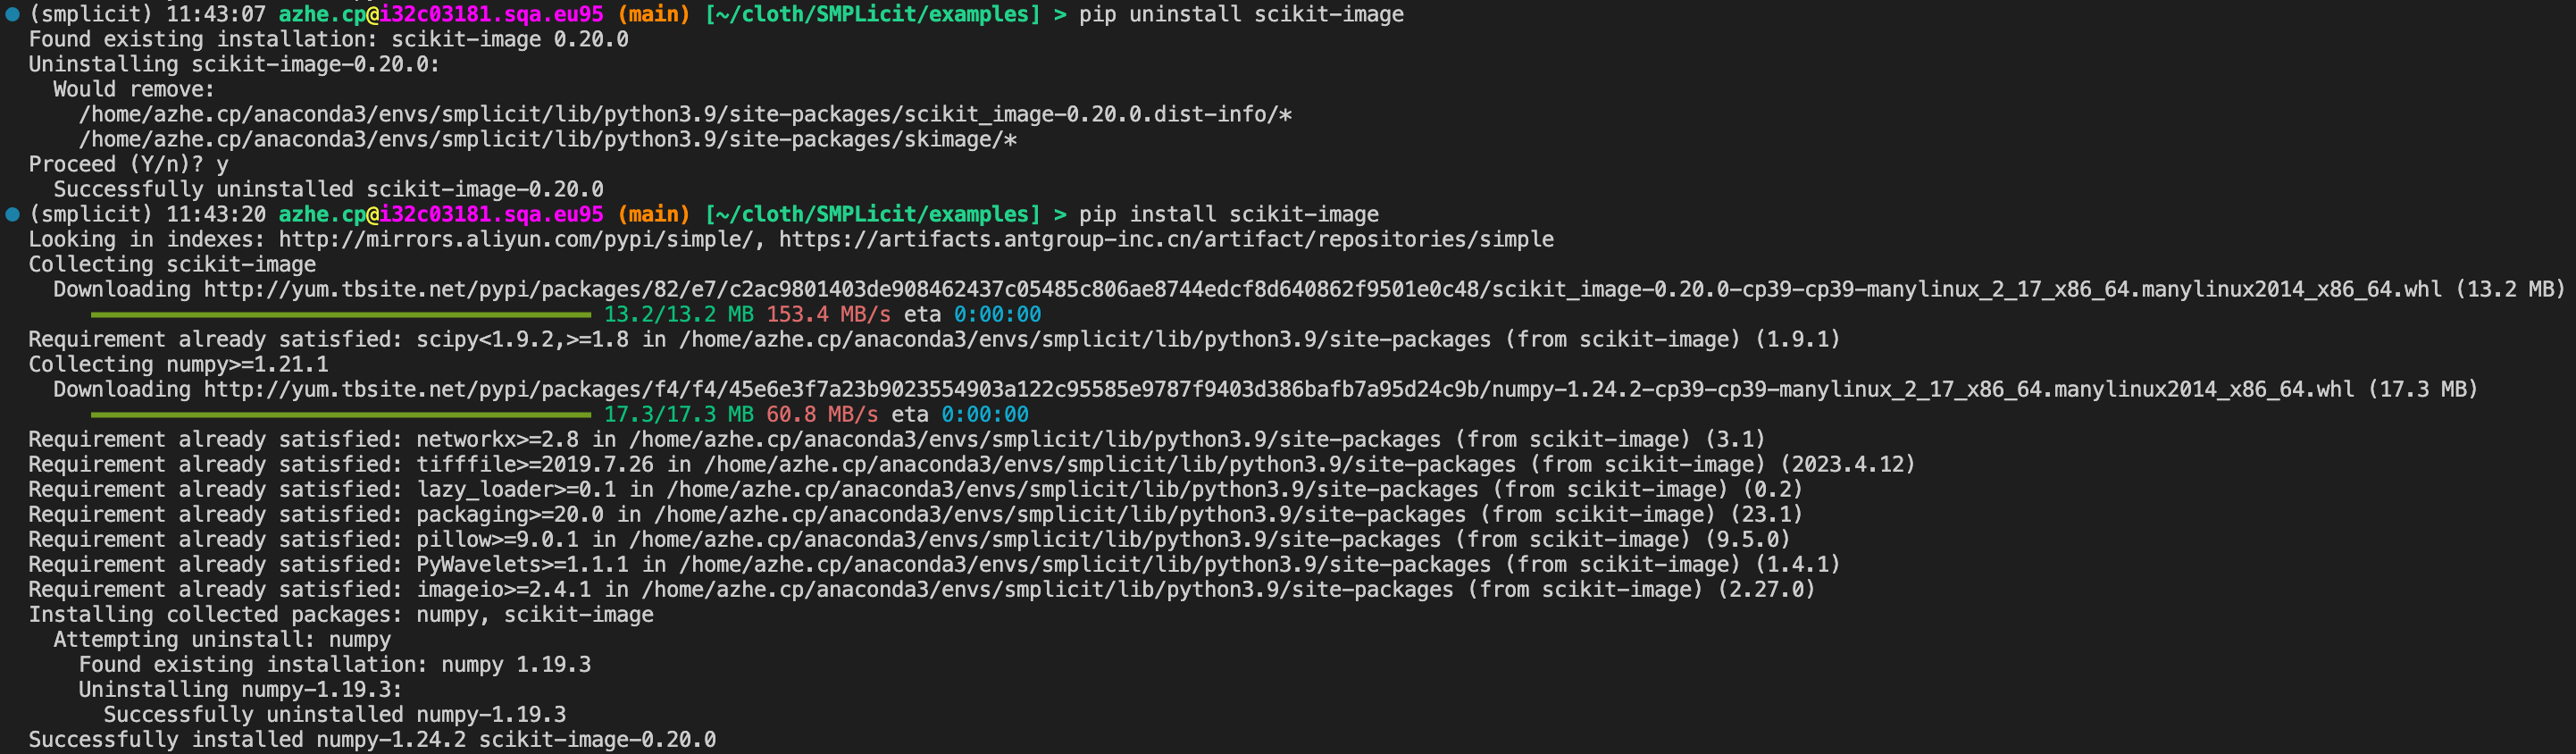 (smplicit) 11:43:07 azhe.cp@i32c03181.sqa.eu95 (main) [~/cloth/SMPLicit/examples] > pip uninstall scikit-image
Found existing installation: scikit-image 0.20.0
Uninstalling scikit-image-0.20.0:
  Would remove:
    /home/azhe.cp/anaconda3/envs/smplicit/lib/python3.9/site-packages/scikit_image-0.20.0.dist-info/*
    /home/azhe.cp/anaconda3/envs/smplicit/lib/python3.9/site-packages/skimage/*
Proceed (Y/n)? y
  Successfully uninstalled scikit-image-0.20.0
(smplicit) 11:43:20 azhe.cp@i32c03181.sqa.eu95 (main) [~/cloth/SMPLicit/examples] > pip install scikit-image
Looking in indexes: http://mirrors.aliyun.com/pypi/simple/, https://artifacts.antgroup-inc.cn/artifact/repositories/simple
Collecting scikit-image
  Downloading http://yum.tbsite.net/pypi/packages/82/e7/c2ac9801403de908462437c05485c806ae8744edcf8d640862f9501e0c48/scikit_image-0.20.0-cp39-cp39-manylinux_2_17_x86_64.manylinux2014_x86_64.whl (13.2 MB)
     13.2/13.2 MB 153.4 MB/s eta 0:00:00
Requirement already satisfied: scipy<1.9.2,>=1.8 in /home/azhe.cp/anaconda3/envs/smplicit/lib/python3.9/site-packages (from scikit-image) (1.9.1)
Collecting numpy>=1.21.1
  Downloading http://yum.tbsite.net/pypi/packages/f4/f4/45e6e3f7a23b9023554903a122c95585e9787f9403d386bafb7a95d24c9b/numpy-1.24.2-cp39-cp39-manylinux_2_17_x86_64.manylinux2014_x86_64.whl (17.3 MB)
     17.3/17.3 MB 60.8 MB/s eta 0:00:00
Requirement already satisfied: networkx>=2.8 in /home/azhe.cp/anaconda3/envs/smplicit/lib/python3.9/site-packages (from scikit-image) (3.1)
Requirement already satisfied: tifffile>=2019.7.26 in /home/azhe.cp/anaconda3/envs/smplicit/lib/python3.9/site-packages (from scikit-image) (2023.4.12)
Requirement already satisfied: lazy_loader>=0.1 in /home/azhe.cp/anaconda3/envs/smplicit/lib/python3.9/site-packages (from scikit-image) (0.2)
Requirement already satisfied: packaging>=20.0 in /home/azhe.cp/anaconda3/envs/smplicit/lib/python3.9/site-packages (from scikit-image) (23.1)
Requirement already satisfied: pillow>=9.0.1 in /home/azhe.cp/anaconda3/envs/smplicit/lib/python3.9/site-packages (from scikit-image) (9.5.0)
Requirement already satisfied: PyWavelets>=1.1.1 in /home/azhe.cp/anaconda3/envs/smplicit/lib/python3.9/site-packages (from scikit-image) (1.4.1)
Requirement already satisfied: imageio>=2.4.1 in /home/azhe.cp/anaconda3/envs/smplicit/lib/python3.9/site-packages (from scikit-image) (2.27.0)
Installing collected packages: numpy, scikit-image
  Attempting uninstall: numpy
    Found existing installation: numpy 1.19.3
    Uninstalling numpy-1.19.3:
      Successfully uninstalled numpy-1.19.3
Successfully installed numpy-1.24.2 scikit-image-0.20.0